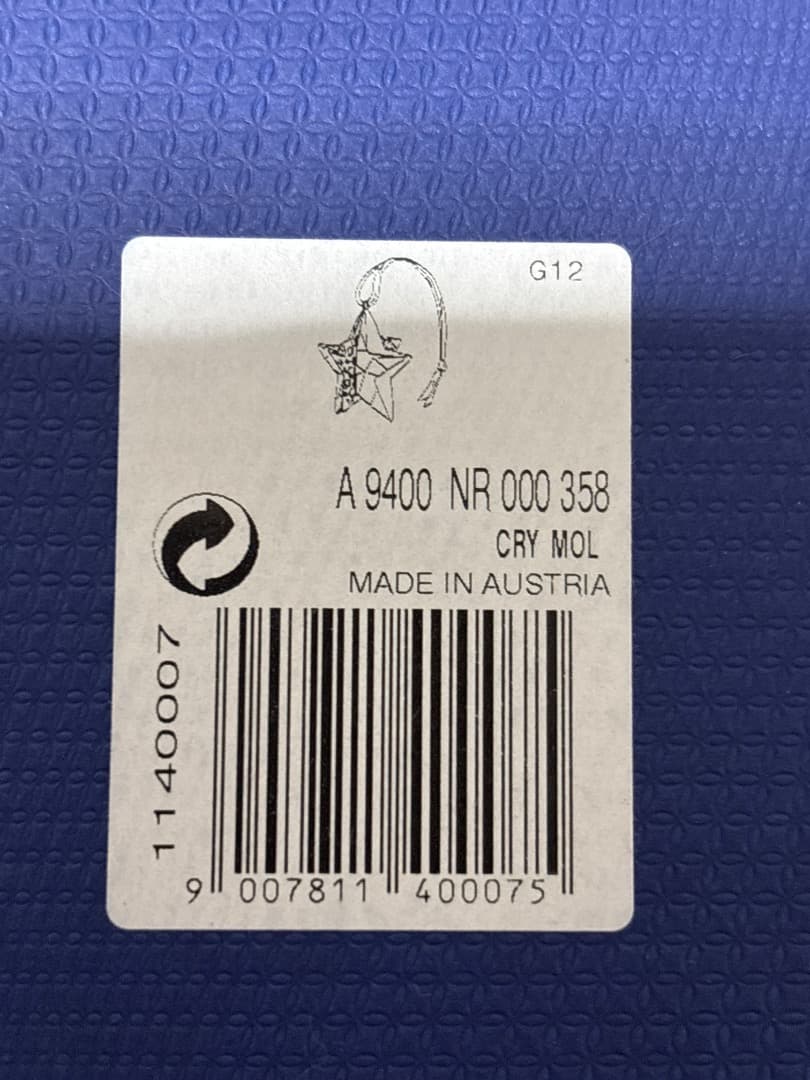 G12
A 9400 NR 000 358
CRY MOL
MADE IN AUSTRIA
1140007
9 007811 400075